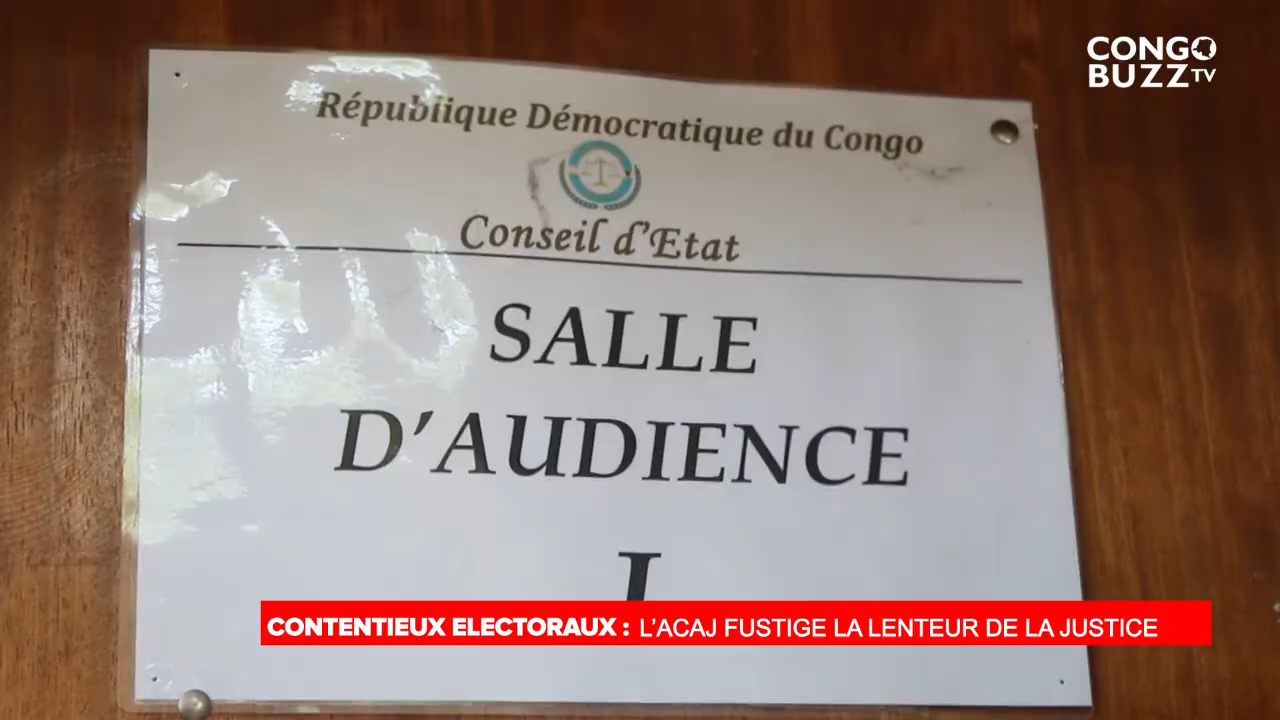 CONGO
BUZZ TV
République Démocratique du Congo
Conseil d'Etat
SALLE
D'AUDIENCE
I
CONTENTIEUX ELECTORAUX : L'ACAJ FUSTIGE LA LENTEUR DE LA JUSTICE